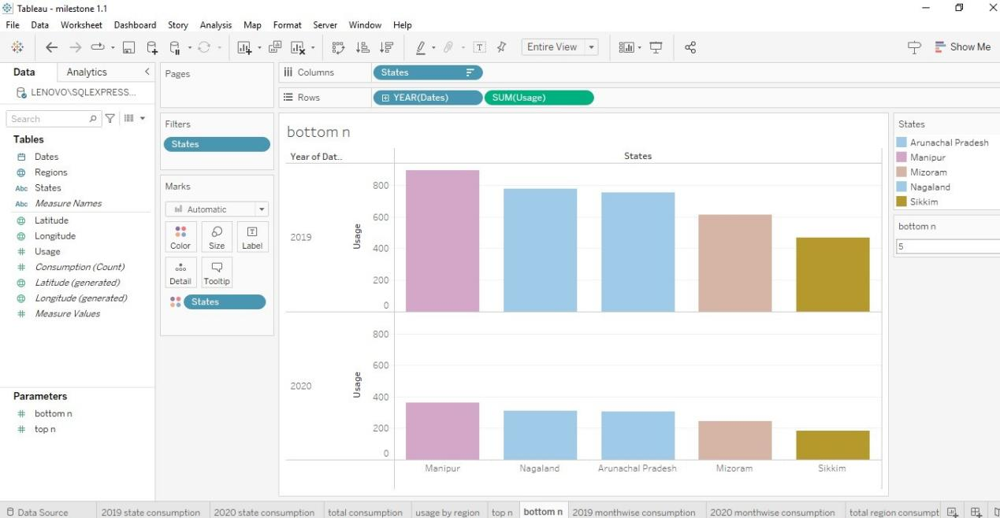 Tableau - milestone 1.1
File Data Worksheet Dashboard Story Analysis Map Format Server Window Help
Entire View
Show Me
Data Analytics
LENOVO\SQLEXPRESS...
Search
Tables
Dates
Regions
Abc States
Abc Measure Names
Latitude
Longitude
# Usage
# Consumption (Count)
Latitude (generated)
Longitude (generated)
# Measure Values
Parameters
# bottom n
# top n
Pages
Filters
States
Marks
Automatic
Color Size Label
Detail Tooltip
States
Columns States
Rows YEAR(Dates) SUM(Usage)
bottom n
Year of Dat.. States
2019
Usage
800
600
400
200
0
2020
Usage
800
600
400
200
0
Manipur Nagaland Arunachal Pradesh Mizoram Sikkim
States
Arunachal Pradesh
Manipur
Mizoram
Nagaland
Sikkim
bottom n
5
Data Source 2019 state consumption 2020 state consumption total consumption usage by region top n bottom n 2019 monthwise consumption 2020 monthwise consumption total region consumpt